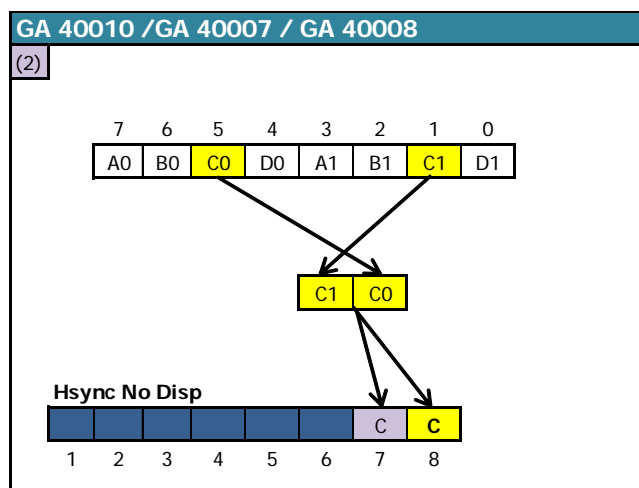 GA 40010 /GA 40007 / GA 40008
(2)
7 6 5 4 3 2 1 0
A0 B0 C0 D0 A1 B1 C1 D1
C1 C0
Hsync No Disp
C C
1 2 3 4 5 6 7 8